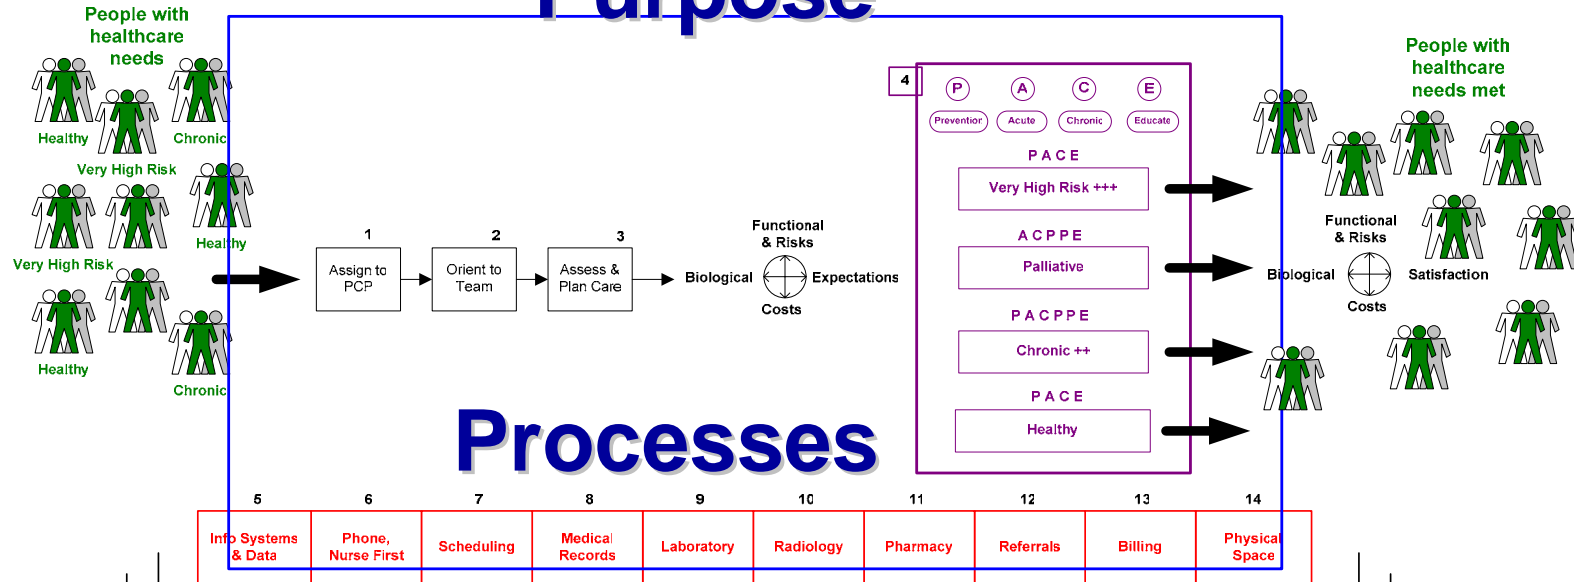 Purpose
People with
healthcare
needs
Healthy
Chronic
Very High Risk
Healthy
Very High Risk
Healthy
Chronic
1
Assign to
PCP
2
Orient to
Team
3
Assess &
Plan Care
Functional
& Risks
Biological
Expectations
Costs
4
P A C E
Prevention Acute Chronic Educate
P A C E
Very High Risk +++
A C P P E
Palliative
P A C P P E
Chronic ++
P A C E
Healthy
People with
healthcare
needs met
Functional
& Risks
Biological
Satisfaction
Costs
Processes
5 6 7 8 9 10 11 12 13 14
Info Systems
& Data
Phone,
Nurse First
Scheduling
Medical
Records
Laboratory
Radiology
Pharmacy
Referrals
Billing
Physical
Space